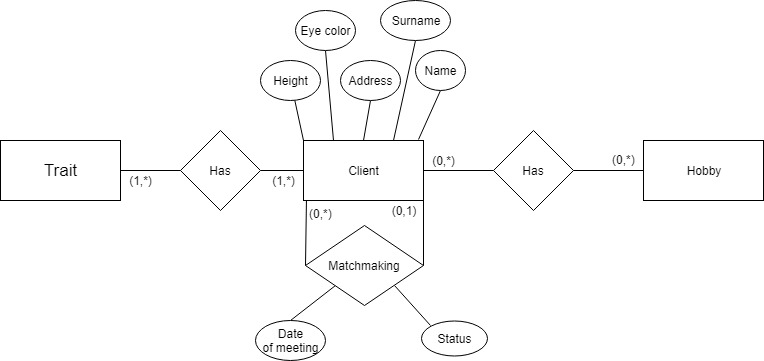 Surname
Eye color
Height
Address
Name
Trait
(1,*)
Has
(1,*)
Client
(0,*)
Has
(0,*)
Hobby
(0,*)
(0,1)
Matchmaking
Date
of meeting
Status